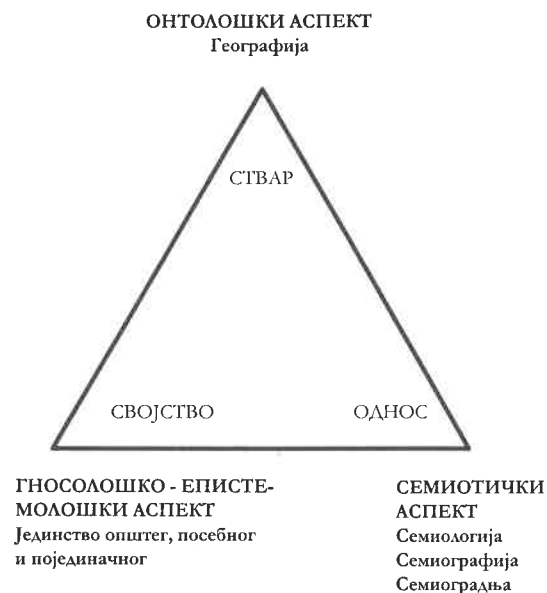 ОНТОЛОШКИ АСПЕКТ
Географија
СТВАР
СВОЈСТВО
ОДНОС
ГНОСОЛОШКО - ЕПИСТЕ-
МОЛОШКИ АСПЕКТ
Јединство општег, посебног
и појединачног
СЕМИОТИЧКИ
АСПЕКТ
Семиологија
Семиографија
Семиоградња